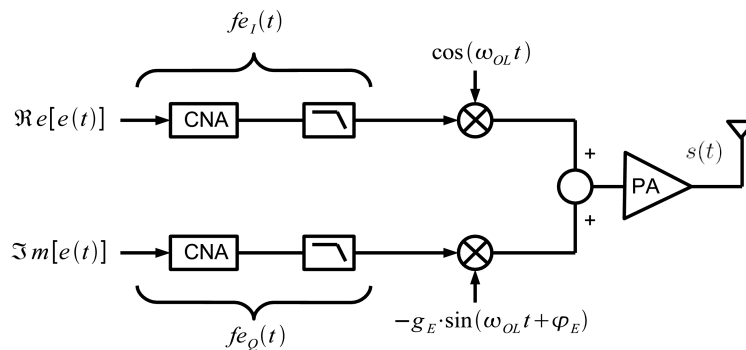 fe_I(t)
cos(ω_OL t)
ℜe[e(t)]
CNA
+
s(t)
PA
+
ℑm[e(t)]
CNA
−g_E·sin(ω_OL t+φ_E)
fe_Q(t)